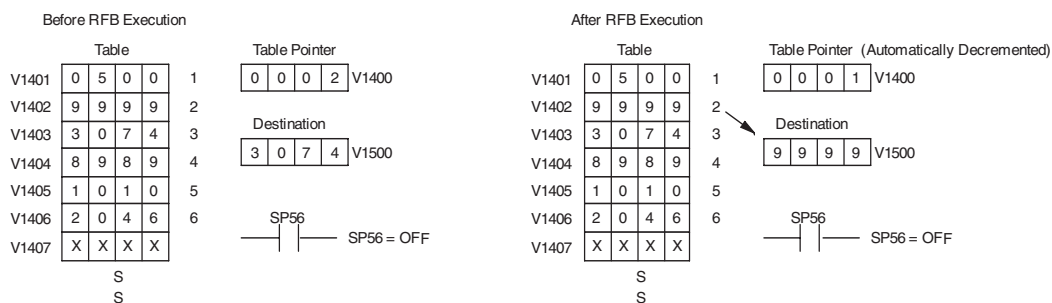 Before RFB Execution
Table
Table Pointer
V1401 0 5 0 0 1
0 0 0 2 V1400
V1402 9 9 9 9 2
Destination
V1403 3 0 7 4 3
3 0 7 4 V1500
V1404 8 9 8 9 4
V1405 1 0 1 0 5
V1406 2 0 4 6 6
SP56
SP56 = OFF
V1407 X X X X
S
S
After RFB Execution
Table
Table Pointer (Automatically Decremented)
V1401 0 5 0 0 1
0 0 0 1 V1400
V1402 9 9 9 9 2
Destination
V1403 3 0 7 4 3
9 9 9 9 V1500
V1404 8 9 8 9 4
V1405 1 0 1 0 5
V1406 2 0 4 6 6
SP56
SP56 = OFF
V1407 X X X X
S
S